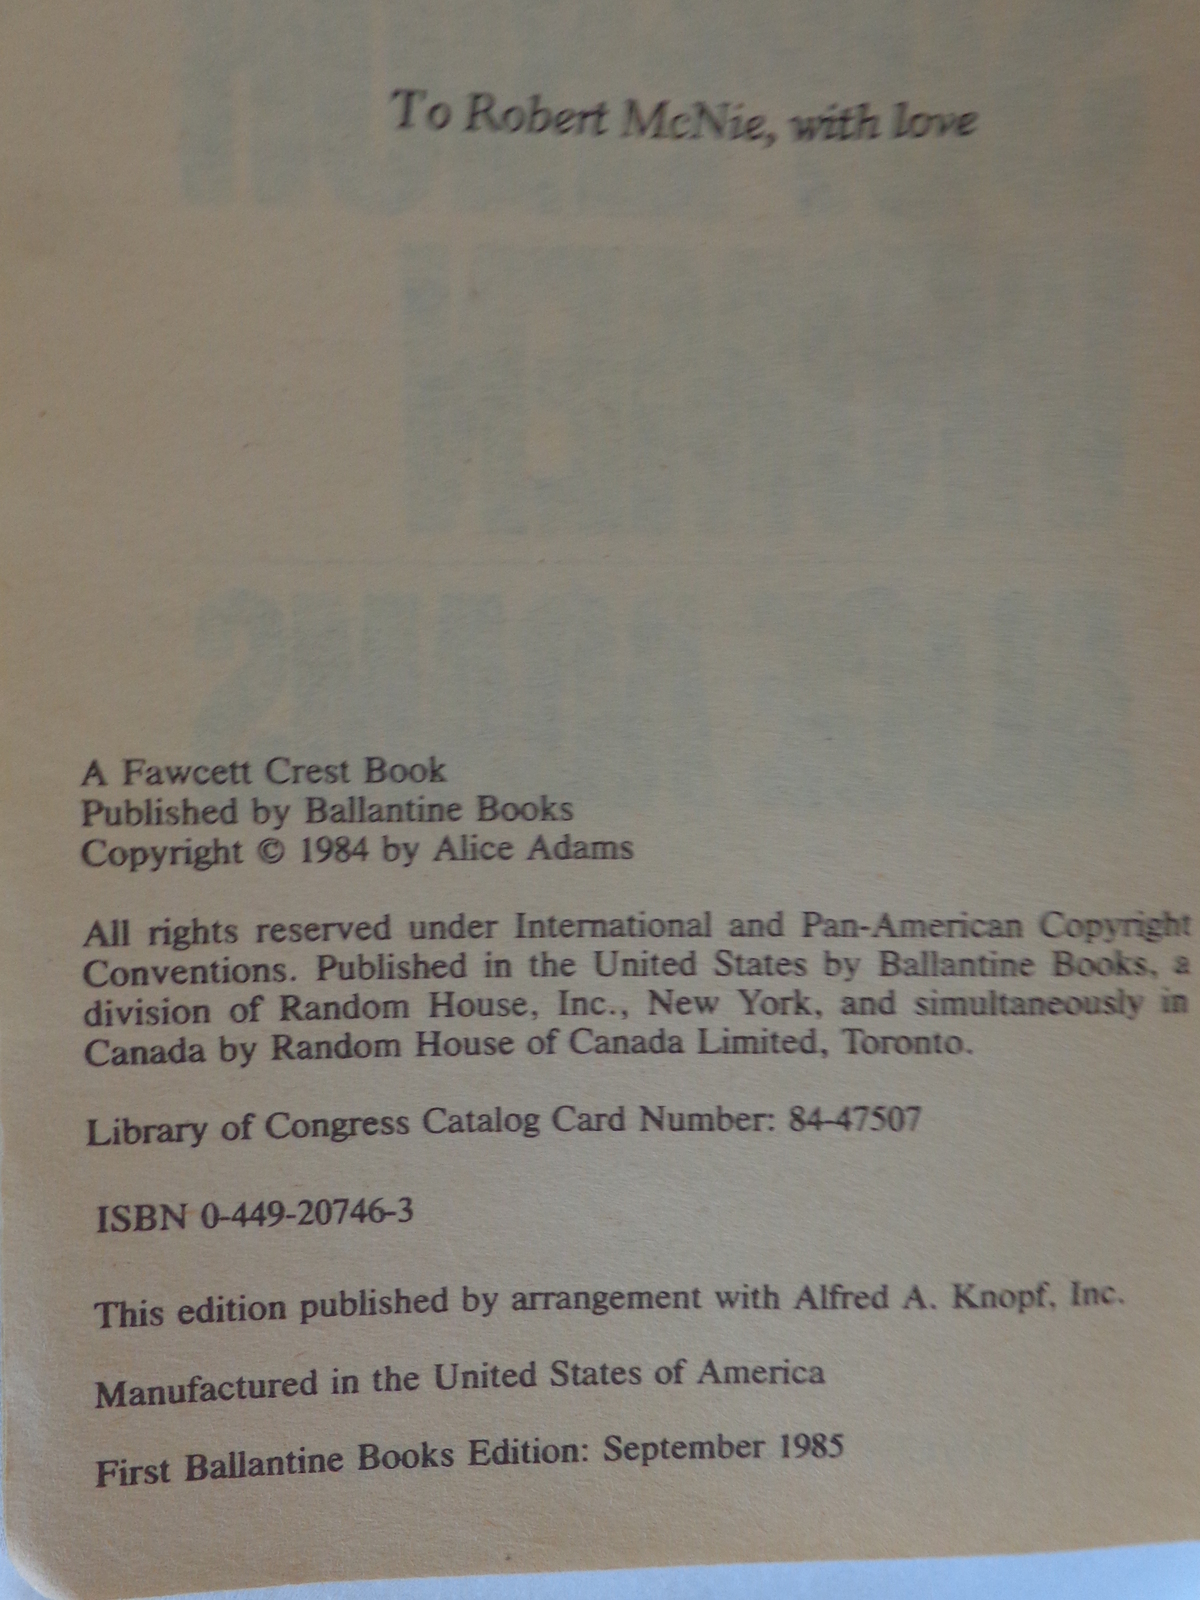 To Robert McNie, with love
A Fawcett Crest Book
Published by Ballantine Books
Copyright © 1984 by Alice Adams
All rights reserved under International and Pan-American Copyright
Conventions. Published in the United States by Ballantine Books, a
division of Random House, Inc., New York, and simultaneously in
Canada by Random House of Canada Limited, Toronto.
Library of Congress Catalog Card Number: 84-47507
ISBN 0-449-20746-3
This edition published by arrangement with Alfred A. Knopf, Inc.
Manufactured in the United States of America
First Ballantine Books Edition: September 1985